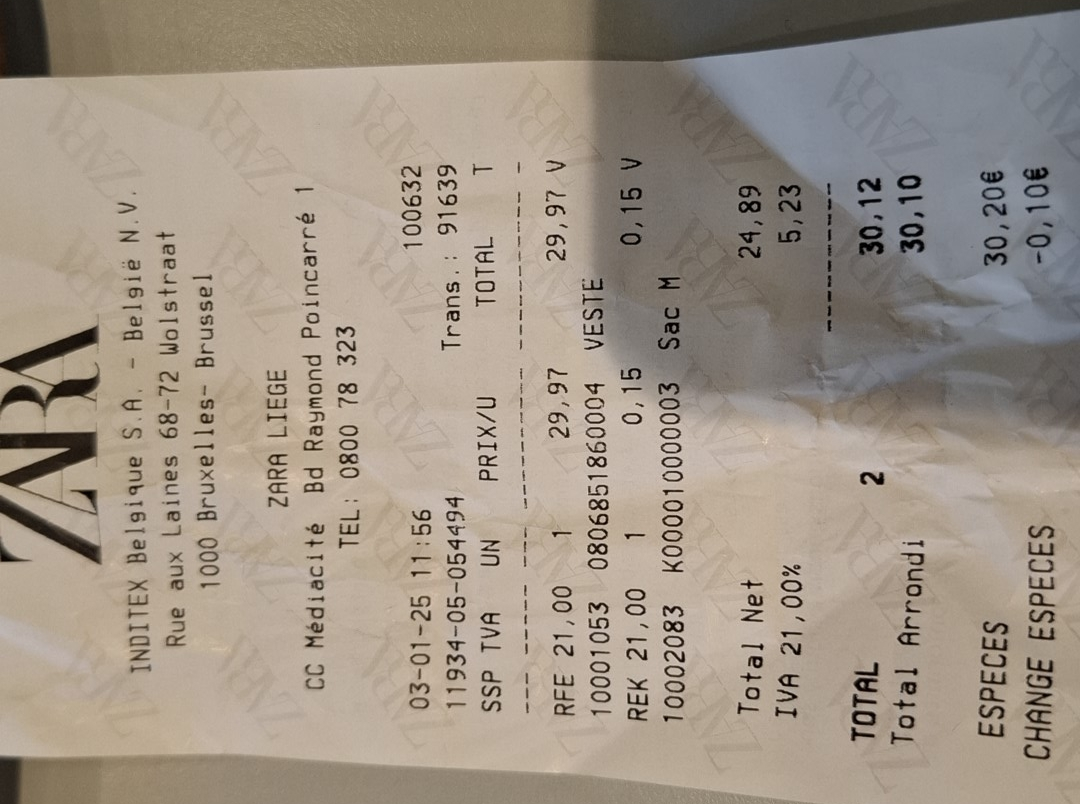 ZARA
INDITEX Belgique S.A. - België N.V.
Rue aux Laines 68-72 Wolstraat
1000 Bruxelles- Brussel
ZARA LIEGE
CC Médiacité Bd Raymond Poincarré 1
TEL: 0800 78 323
03-01-25 11:56 100632
11934-05-054494 Trans.: 91639
SSP TVA UN PRIX/U TOTAL T
RFE 21,00 1 29,97 29,97 V
10001053 0806851860004 VESTE
REK 21,00 1 0,15 0,15 V
10002083 K00001000003 Sac M
Total Net 24,89
IVA 21,00% 5,23
TOTAL 2 30,12
Total Arrondi 30,10
ESPECES 30,20€
CHANGE ESPECES -0,10€